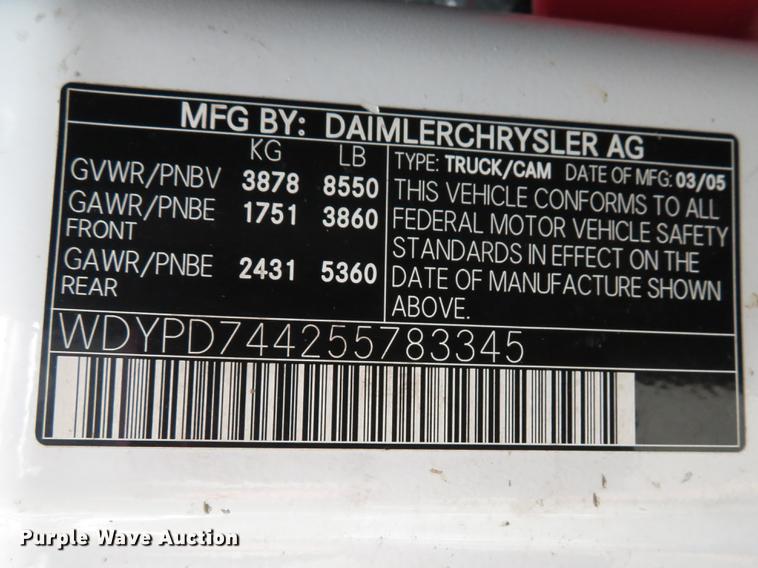 MFG BY: DAIMLERCHRYSLER AG
KG LB
GVWR/PNBV 3878 8550
GAWR/PNBE 1751 3860
FRONT
GAWR/PNBE 2431 5360
REAR
TYPE: TRUCK/CAM DATE OF MFG: 03/05
THIS VEHICLE CONFORMS TO ALL
FEDERAL MOTOR VEHICLE SAFETY
STANDARDS IN EFFECT ON THE
DATE OF MANUFACTURE SHOWN
ABOVE.
WDYPD744255783345
Purple Wave Auction